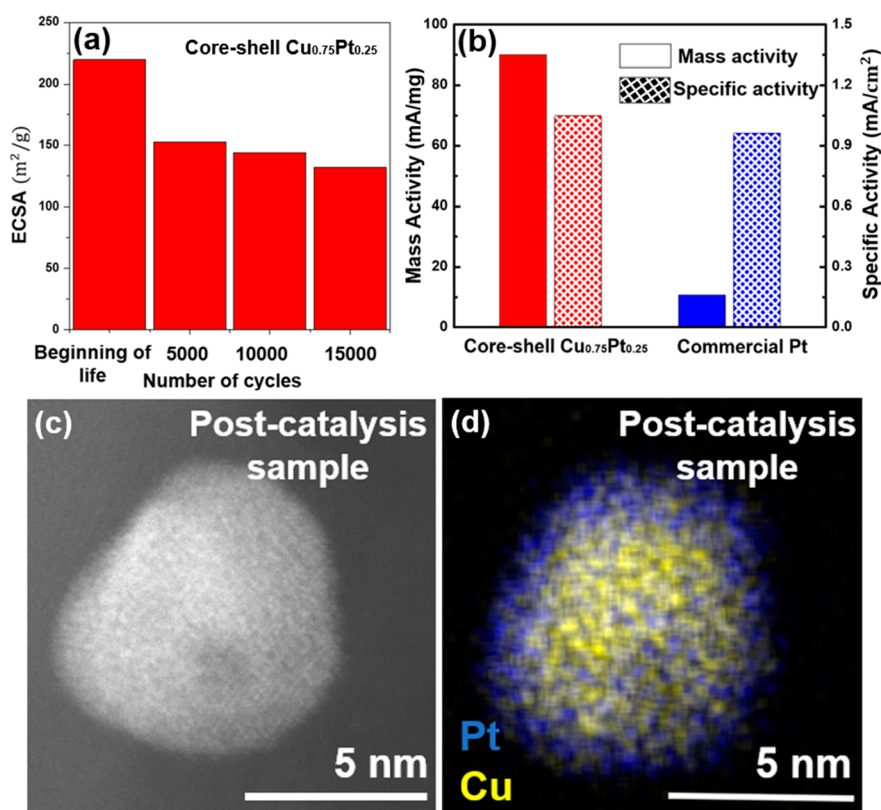 (a)
Core-shell Cu0.75Pt0.25
ECSA (m²/g)
250
200
150
100
50
0
Beginning of life
5000
10000
15000
Number of cycles
(b)
Mass activity
Specific activity
Mass Activity (mA/mg)
100
80
60
40
20
0
Specific Activity (mA/cm²)
1.5
1.2
0.9
0.6
0.3
0.0
Core-shell Cu0.75Pt0.25
Commercial Pt
(c)
Post-catalysis
sample
5 nm
(d)
Post-catalysis
sample
Pt
Cu
5 nm